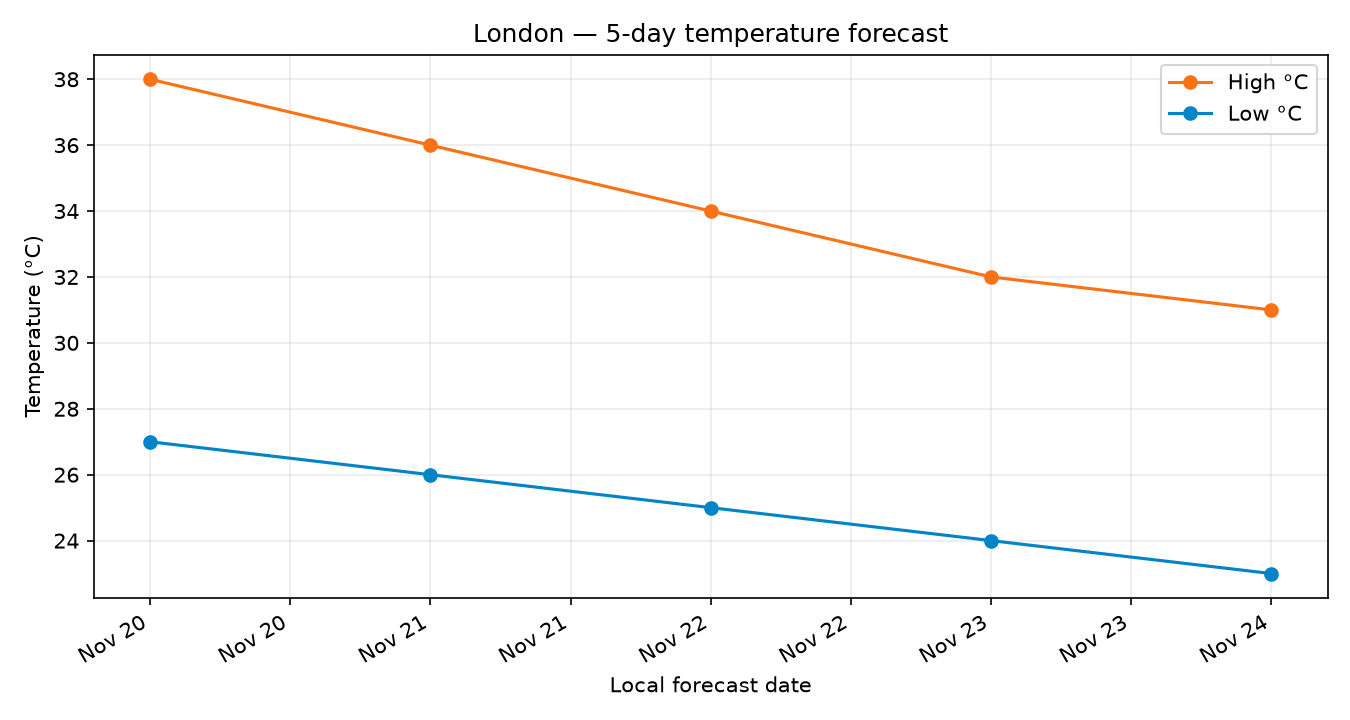 London — 5-day temperature forecast
High °C
Low °C
Temperature (°C)
38
36
34
32
30
28
26
24
Nov 20
Nov 20
Nov 21
Nov 21
Nov 22
Nov 22
Nov 23
Nov 23
Nov 24
Local forecast date